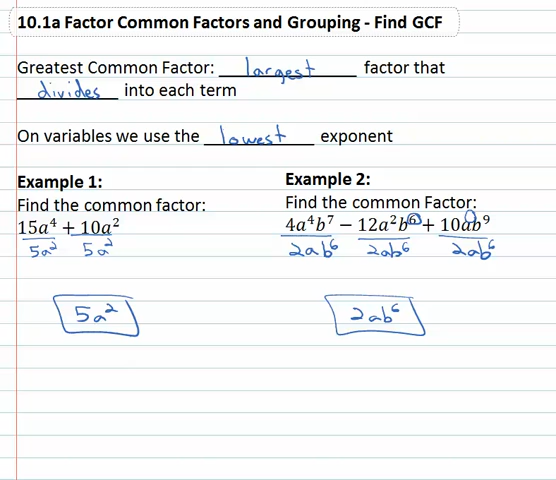 10.1a Factor Common Factors and Grouping - Find GCF
Greatest Common Factor: largest factor that
divides into each term
On variables we use the lowest exponent
Example 1:
Find the common factor:
15a⁴ + 10a²
5a² 5a²
5a²
Example 2:
Find the common Factor:
4a⁴b⁷ − 12a²b⁶ + 10ab⁹
2ab⁶ 2ab⁶ 2ab⁶
2ab⁶